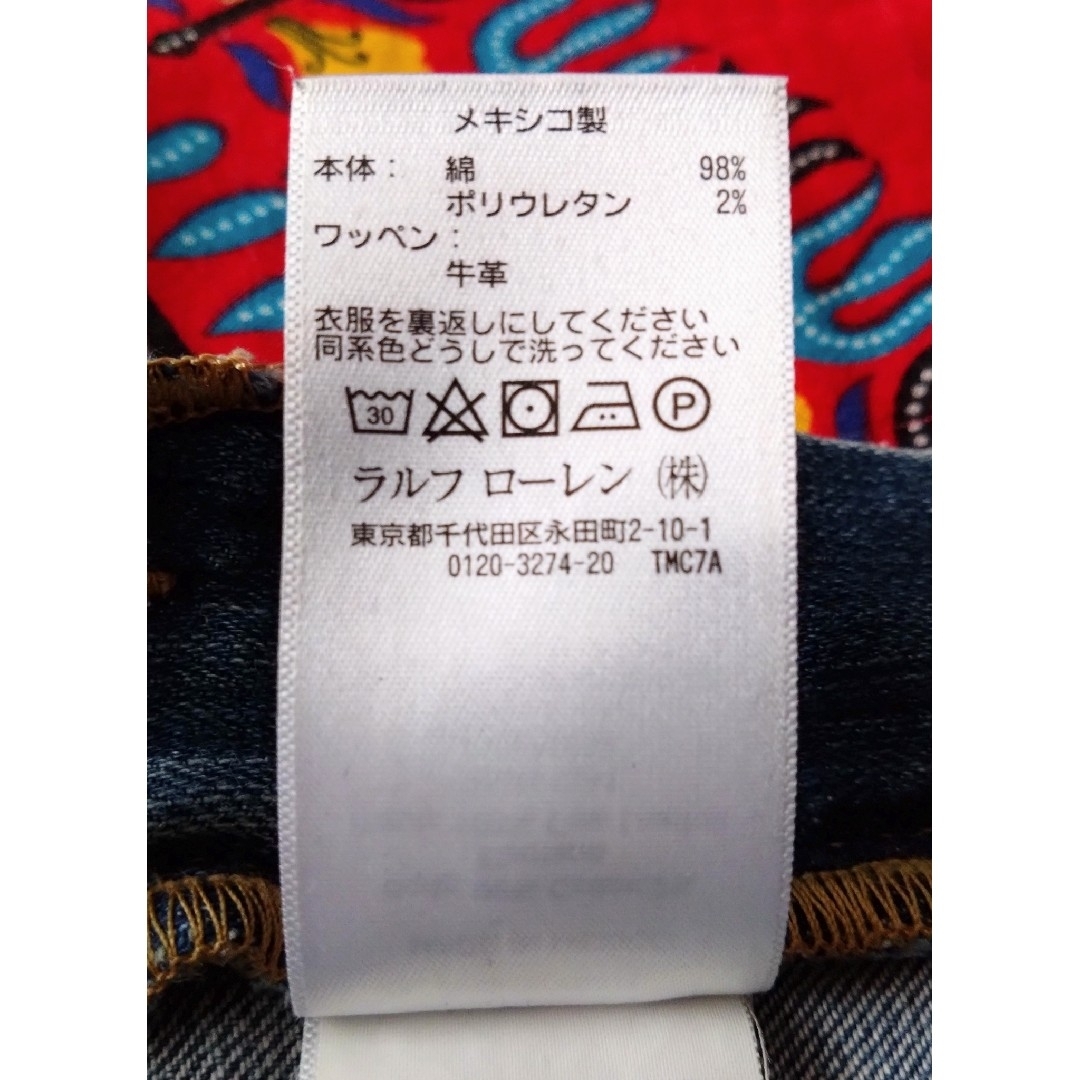 メキシコ製
本体： 綿 98%
ポリウレタン 2%
ワッペン：
牛革
衣服を裏返しにしてください
同系色どうしで洗ってください
30 P
ラルフ ローレン ㈱
東京都千代田区永田町2-10-1
0120-3274-20 TMC7A